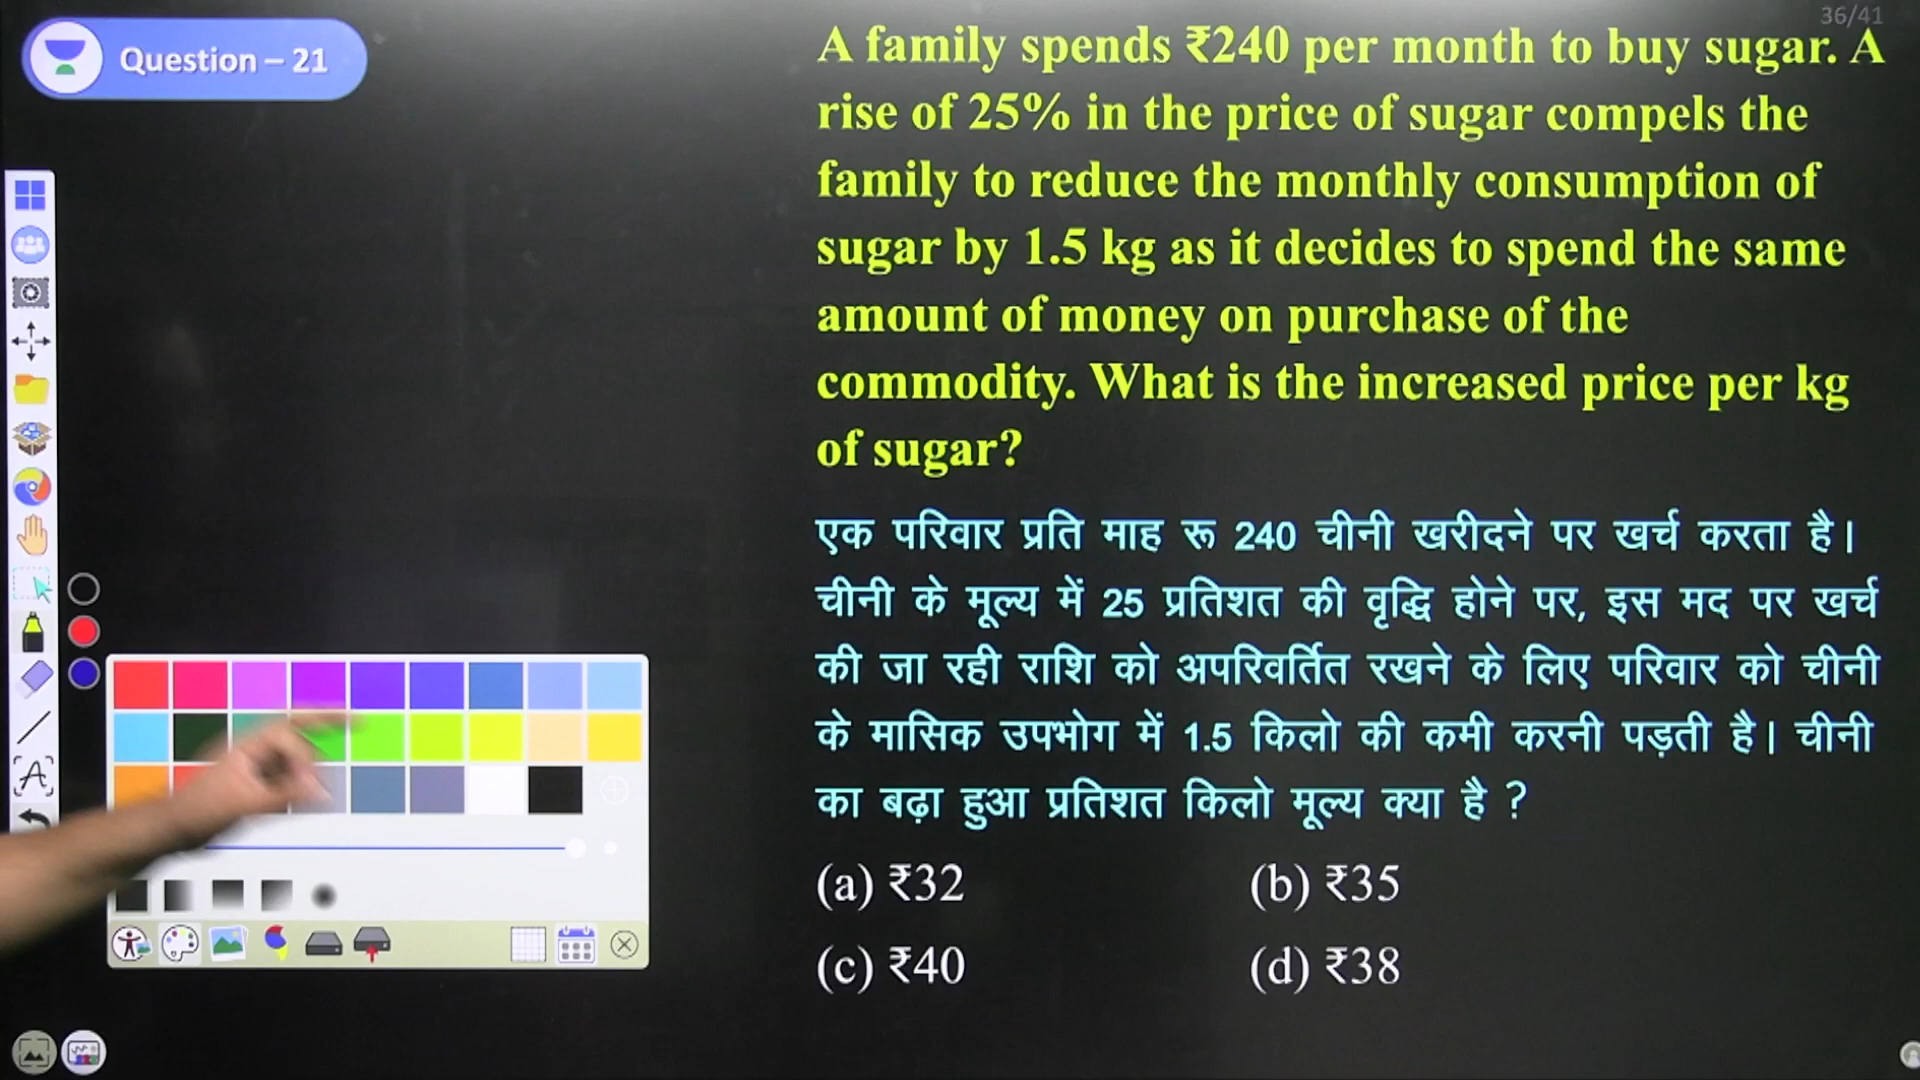 36/41
Question – 21
A family spends ₹240 per month to buy sugar. A
rise of 25% in the price of sugar compels the
family to reduce the monthly consumption of
sugar by 1.5 kg as it decides to spend the same
amount of money on purchase of the
commodity. What is the increased price per kg
of sugar?
एक परिवार प्रति माह रू 240 चीनी खरीदने पर खर्च करता है।
चीनी के मूल्य में 25 प्रतिशत की वृद्धि होने पर, इस मद पर खर्च
की जा रही राशि को अपरिवर्तित रखने के लिए परिवार को चीनी
के मासिक उपभोग में 1.5 किलो की कमी करनी पड़ती है। चीनी
का बढ़ा हुआ प्रतिशत किलो मूल्य क्या है ?
(a) ₹32 (b) ₹35
(c) ₹40 (d) ₹38